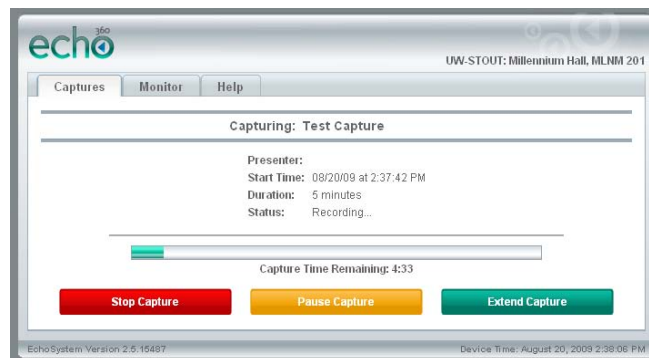 echo 360
UW-STOUT: Millennium Hall, MLNM 201
Captures Monitor Help
Capturing: Test Capture
Presenter:
Start Time: 08/20/09 at 2:37:42 PM
Duration: 5 minutes
Status: Recording...
Capture Time Remaining: 4:33
Stop Capture Pause Capture Extend Capture
EchoSystem Version 2.5.15487 Device Time: August 20, 2009 2:38:06 PM